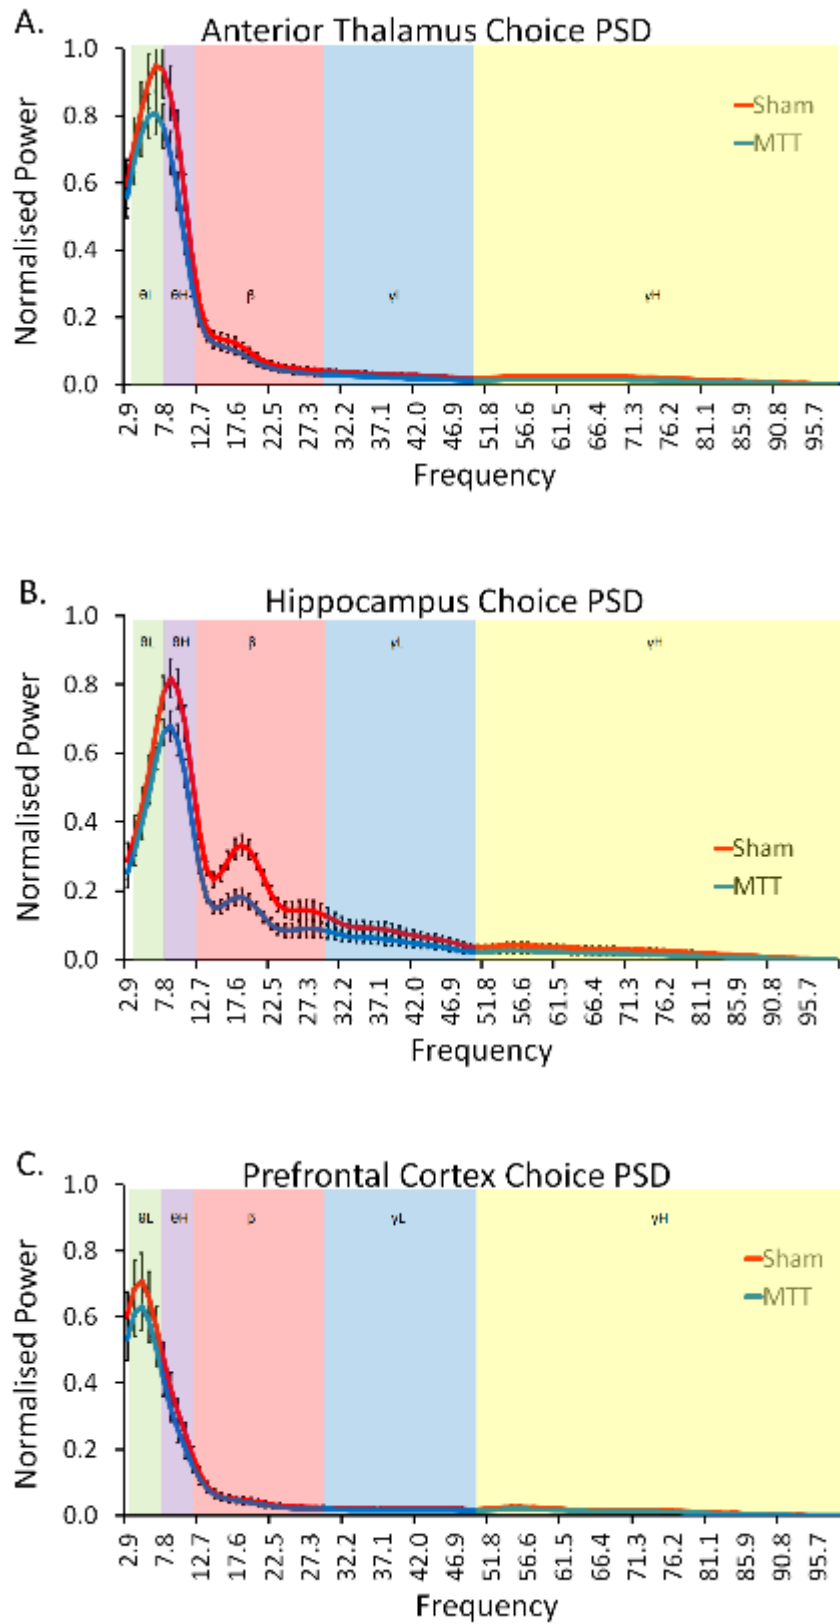 A.
Anterior Thalamus Choice PSD
Normalised Power
1.0
0.8
0.6
0.4
0.2
0.0
θL θH β γL γH
Sham
MTT
2.9 7.8 12.7 17.6 22.5 27.3 32.2 37.1 42.0 46.9 51.8 56.6 61.5 66.4 71.3 76.2 81.1 85.9 90.8 95.7
Frequency
B.
Hippocampus Choice PSD
Normalised Power
1.0
0.8
0.6
0.4
0.2
0.0
θL θH β γL γH
Sham
MTT
2.9 7.8 12.7 17.6 22.5 27.3 32.2 37.1 42.0 46.9 51.8 56.6 61.5 66.4 71.3 76.2 81.1 85.9 90.8 95.7
Frequency
C.
Prefrontal Cortex Choice PSD
Normalised Power
1.0
0.8
0.6
0.4
0.2
0.0
θL θH β γL γH
Sham
MTT
2.9 7.8 12.7 17.6 22.5 27.3 32.2 37.1 42.0 46.9 51.8 56.6 61.5 66.4 71.3 76.2 81.1 85.9 90.8 95.7
Frequency